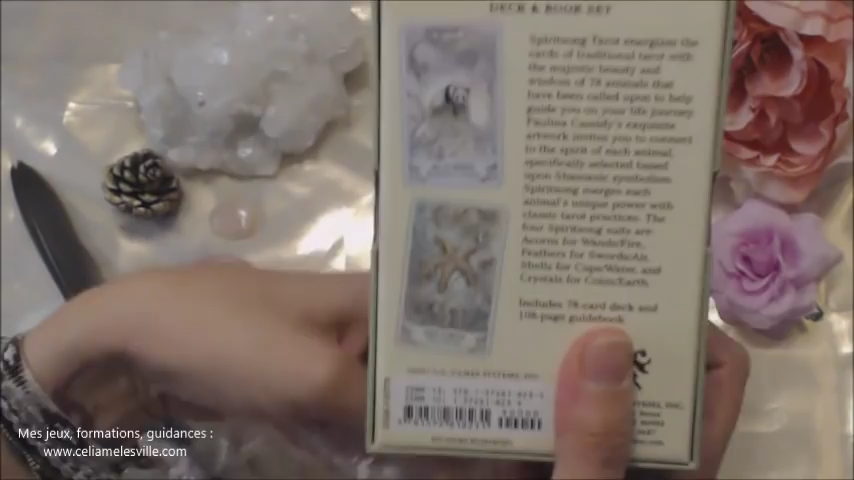 DECK & BOOK SET
Spiritsong Tarot energizes the
cards of traditional tarot with
the majestic beauty and
wisdom of 78 animals that
have been called upon to help
guide you on your life journey.
Paulina Cassidy's exquisite
artwork invites you to connect
to the spirit of each animal,
specifically selected based
upon Shamanic symbolism.
Spiritsong merges each
animal's unique power with
classic tarot practices. The
four Spiritsong suits are
Acorns for Wands/Fire,
Feathers for Swords/Air,
Shells for Cups/Water, and
Crystals for Coins/Earth.
Includes 78-card deck and
108-page guidebook
Mes jeux, formations, guidances :
www.celiamelesville.com